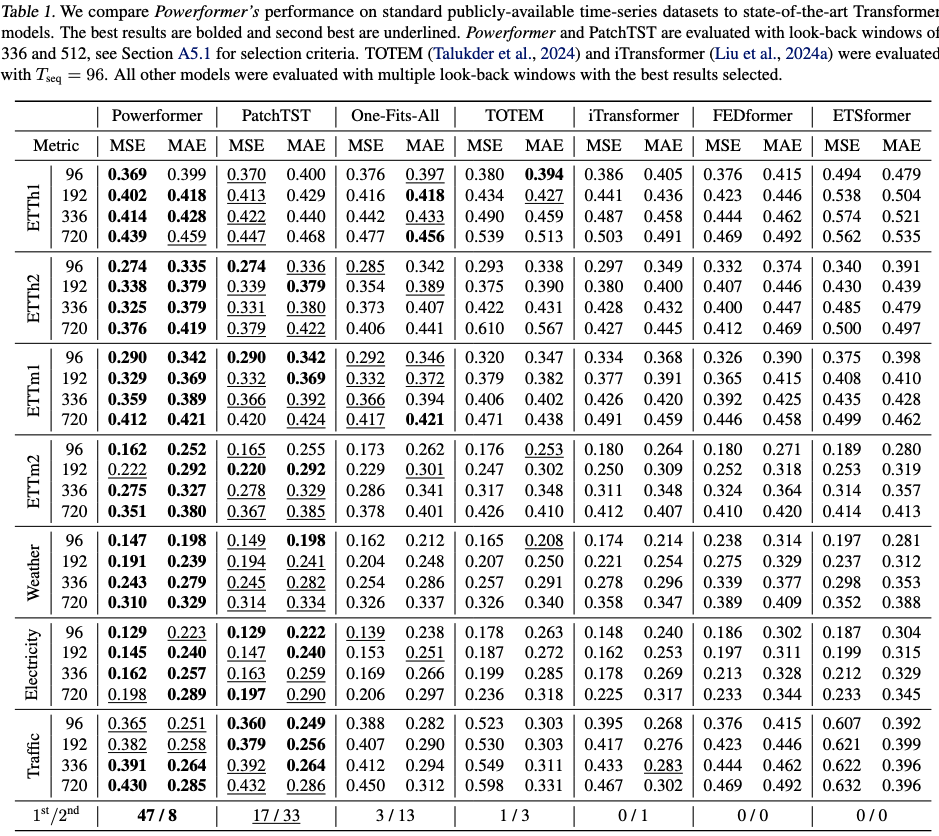 Table 1. We compare Powerformer's performance on standard publicly-available time-series datasets to state-of-the-art Transformer
models. The best results are bolded and second best are underlined. Powerformer and PatchTST are evaluated with look-back windows of
336 and 512, see Section A5.1 for selection criteria. TOTEM (Talukder et al., 2024) and iTransformer (Liu et al., 2024a) were evaluated
with Tseq = 96. All other models were evaluated with multiple look-back windows with the best results selected.
Powerformer PatchTST One-Fits-All TOTEM iTransformer FEDformer ETSformer
Metric MSE MAE MSE MAE MSE MAE MSE MAE MSE MAE MSE MAE MSE MAE
ETTh1
96 0.369 0.399 0.370 0.400 0.376 0.397 0.380 0.394 0.386 0.405 0.376 0.415 0.494 0.479
192 0.402 0.418 0.413 0.429 0.416 0.418 0.434 0.427 0.441 0.436 0.423 0.446 0.538 0.504
336 0.414 0.428 0.422 0.440 0.442 0.433 0.490 0.459 0.487 0.458 0.444 0.462 0.574 0.521
720 0.439 0.459 0.447 0.468 0.477 0.456 0.539 0.513 0.503 0.491 0.469 0.492 0.562 0.535
ETTh2
96 0.274 0.335 0.274 0.336 0.285 0.342 0.293 0.338 0.297 0.349 0.332 0.374 0.340 0.391
192 0.338 0.379 0.339 0.379 0.354 0.389 0.375 0.390 0.380 0.400 0.407 0.446 0.430 0.439
336 0.325 0.379 0.331 0.380 0.373 0.407 0.422 0.431 0.428 0.432 0.400 0.447 0.485 0.479
720 0.376 0.419 0.379 0.422 0.406 0.441 0.610 0.567 0.427 0.445 0.412 0.469 0.500 0.497
ETTm1
96 0.290 0.342 0.290 0.342 0.292 0.346 0.320 0.347 0.334 0.368 0.326 0.390 0.375 0.398
192 0.329 0.369 0.332 0.369 0.332 0.372 0.379 0.382 0.377 0.391 0.365 0.415 0.408 0.410
336 0.359 0.389 0.366 0.392 0.366 0.394 0.406 0.402 0.426 0.420 0.392 0.425 0.435 0.428
720 0.412 0.421 0.420 0.424 0.417 0.421 0.471 0.438 0.491 0.459 0.446 0.458 0.499 0.462
ETTm2
96 0.162 0.252 0.165 0.255 0.173 0.262 0.176 0.253 0.180 0.264 0.180 0.271 0.189 0.280
192 0.222 0.292 0.220 0.292 0.229 0.301 0.247 0.302 0.250 0.309 0.252 0.318 0.253 0.319
336 0.275 0.327 0.278 0.329 0.286 0.341 0.317 0.348 0.311 0.348 0.324 0.364 0.314 0.357
720 0.351 0.380 0.367 0.385 0.378 0.401 0.426 0.410 0.412 0.407 0.410 0.420 0.414 0.413
Weather
96 0.147 0.198 0.149 0.198 0.162 0.212 0.165 0.208 0.174 0.214 0.238 0.314 0.197 0.281
192 0.191 0.239 0.194 0.241 0.204 0.248 0.207 0.250 0.221 0.254 0.275 0.329 0.237 0.312
336 0.243 0.279 0.245 0.282 0.254 0.286 0.257 0.291 0.278 0.296 0.339 0.377 0.298 0.353
720 0.310 0.329 0.314 0.334 0.326 0.337 0.326 0.340 0.358 0.347 0.389 0.409 0.352 0.388
Electricity
96 0.129 0.223 0.129 0.222 0.139 0.238 0.178 0.263 0.148 0.240 0.186 0.302 0.187 0.304
192 0.145 0.240 0.147 0.240 0.153 0.251 0.187 0.272 0.162 0.253 0.197 0.311 0.199 0.315
336 0.162 0.257 0.163 0.259 0.169 0.266 0.199 0.285 0.178 0.269 0.213 0.328 0.212 0.329
720 0.198 0.289 0.197 0.290 0.206 0.297 0.236 0.318 0.225 0.317 0.233 0.344 0.233 0.345
Traffic
96 0.365 0.251 0.360 0.249 0.388 0.282 0.523 0.303 0.395 0.268 0.376 0.415 0.607 0.392
192 0.382 0.258 0.379 0.256 0.407 0.290 0.530 0.303 0.417 0.276 0.423 0.446 0.621 0.399
336 0.391 0.264 0.392 0.264 0.412 0.294 0.549 0.311 0.433 0.283 0.444 0.462 0.622 0.396
720 0.430 0.285 0.432 0.286 0.450 0.312 0.598 0.331 0.467 0.302 0.469 0.492 0.632 0.396
1st/2nd 47 / 8 17 / 33 3 / 13 1 / 3 0 / 1 0 / 0 0 / 0